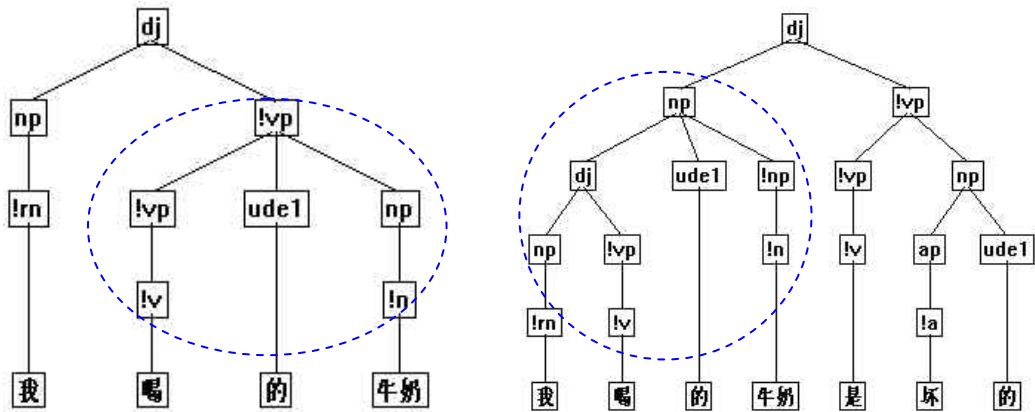 dj dj
np !vp np !vp
!rn !vp ude1 np dj ude1 !np !vp np
!v !n np !vp !n !v ap ude1
!rn !v !a
我 喝 的 牛奶 我 喝 的 牛奶 是 坏 的